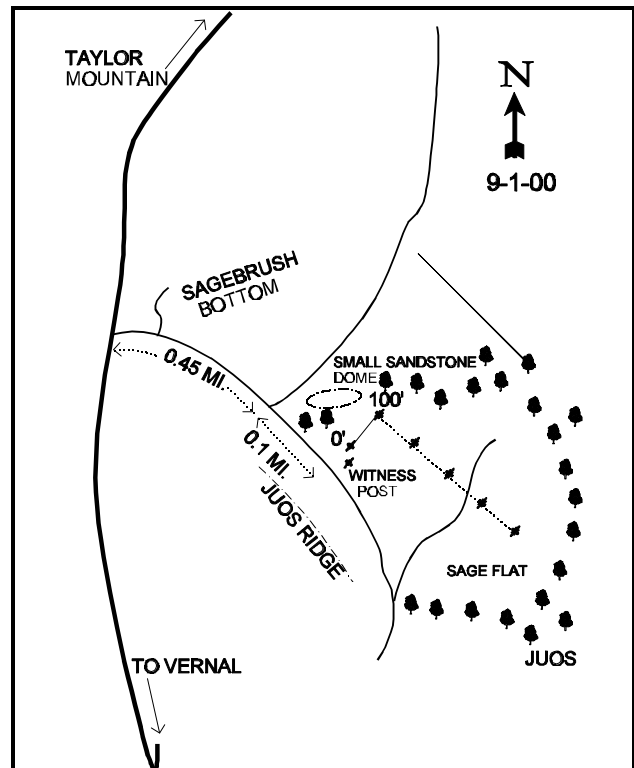 TAYLOR
MOUNTAIN
N
9-1-00
SAGEBRUSH
BOTTOM
0.45 MI.
SMALL SANDSTONE
DOME
100'
0'
0.1 MI.
WITNESS
POST
JUOS RIDGE
SAGE FLAT
JUOS
TO VERNAL